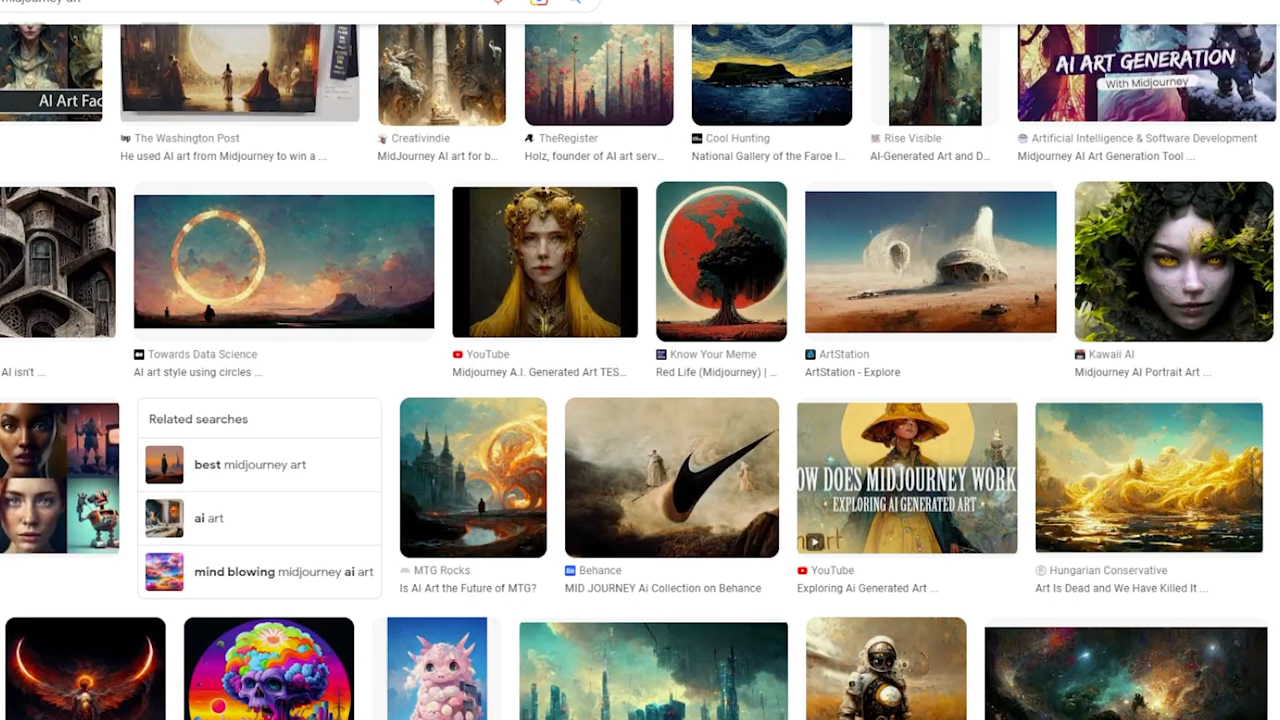 midjourney art
AI Art Fac
AI ART GENERATION
With Midjourney
The Washington Post
He used AI art from Midjourney to win a ...
Creativindie
MidJourney AI art for b...
TheRegister
Holz, founder of AI art serv...
Cool Hunting
National Gallery of the Faroe I...
Rise Visible
AI-Generated Art and D...
Artificial Intelligence & Software Development
Midjourney AI Art Generation Tool ...
AI isn't ...
Towards Data Science
AI art style using circles ...
YouTube
Midjourney A.I. Generated Art TES...
Know Your Meme
Red Life (Midjourney) | ...
ArtStation
ArtStation - Explore
Kawaii AI
Midjourney AI Portrait Art ...
Related searches
best midjourney art
ai art
mind blowing midjourney ai art
MTG Rocks
Is AI Art the Future of MTG?
Behance
MID JOURNEY Ai Collection on Behance
OW DOES MIDJOURNEY WORK
EXPLORING AI GENERATED ART
YouTube
Exploring Ai Generated Art ...
Hungarian Conservative
Art Is Dead and We Have Killed It ...